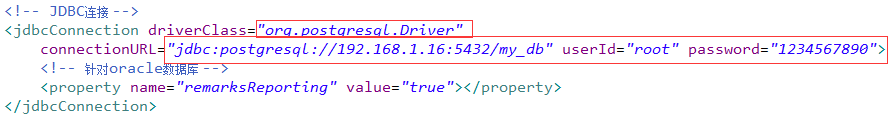 <!-- JDBC连接 -->
<jdbcConnection driverClass="org.postgresql.Driver"
connectionURL="jdbc:postgresql://192.168.1.16:5432/my_db" userId="root" password="1234567890">
<!-- 针对oracle数据库 -->
<property name="remarksReporting" value="true"></property>
</jdbcConnection>